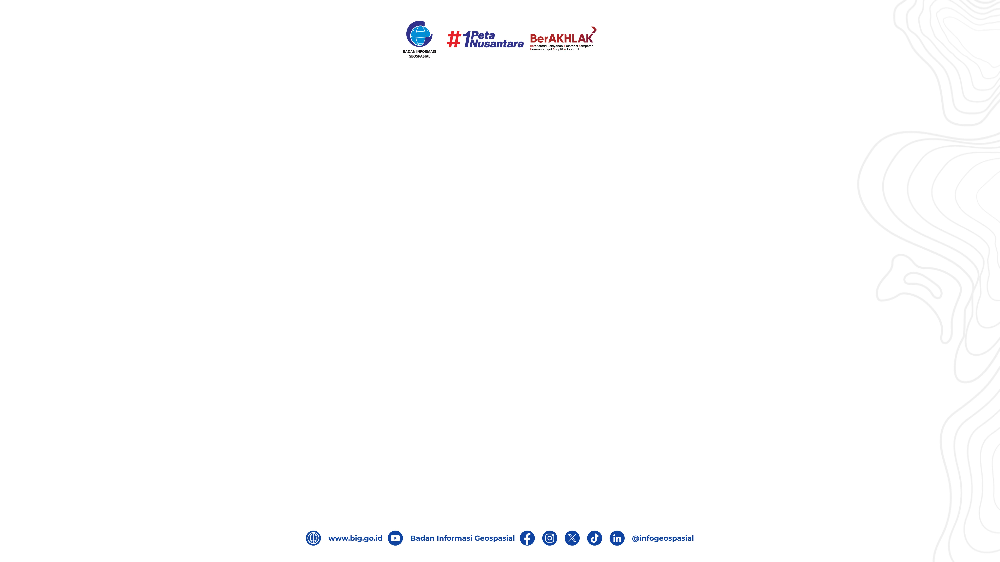 BADAN INFORMASI
GEOSPASIAL
#1Peta
Nusantara
BerAKHLAK
Berorientasi Pelayanan Akuntabel Kompeten
Harmonis Loyal Adaptif Kolaboratif
www.big.go.id Badan Informasi Geospasial @infogeospasial